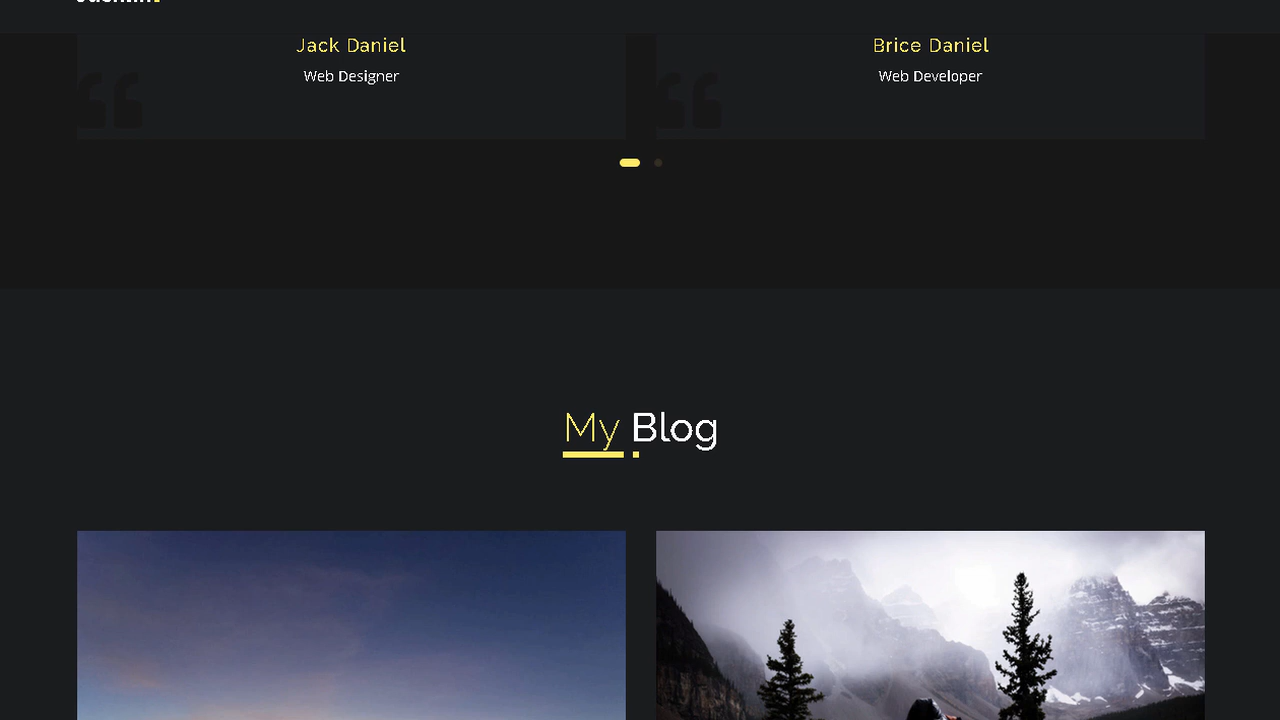 Jack Daniel
Web Designer
Brice Daniel
Web Developer
My Blog